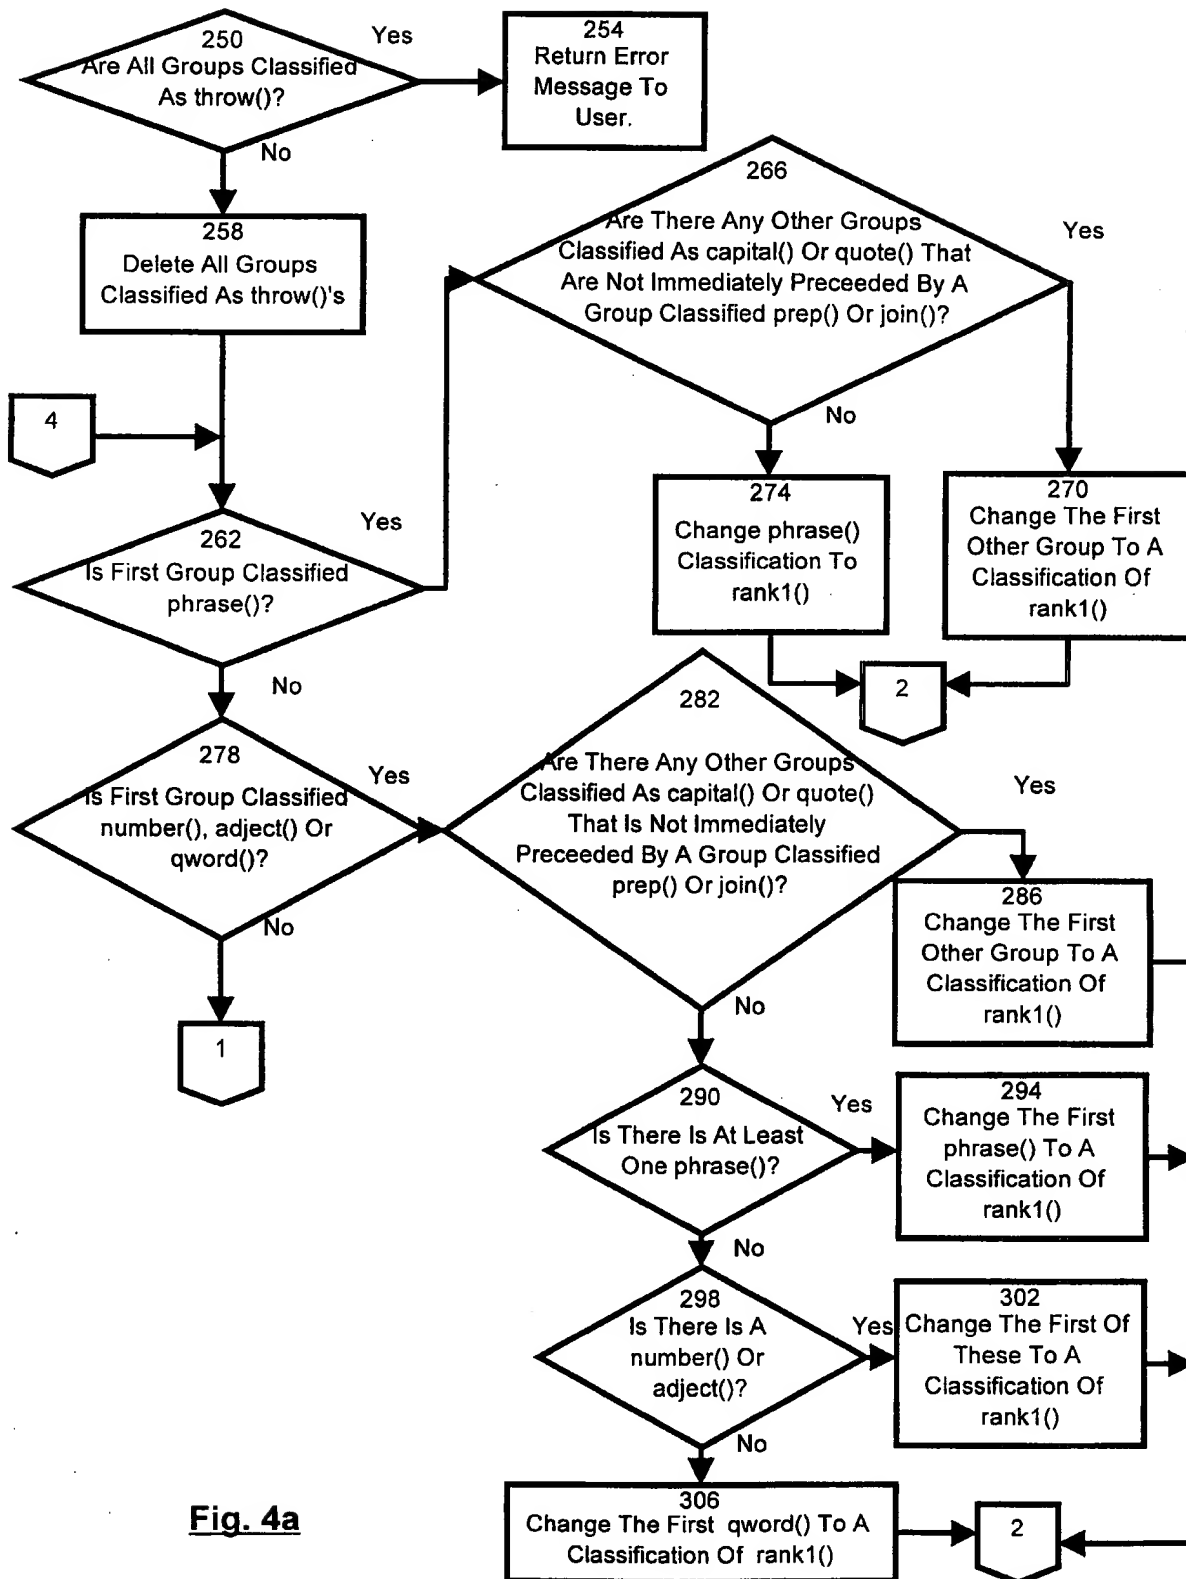 250
Are All Groups Classified
As throw()?
Yes
254
Return Error
Message To
User.
No
258
Delete All Groups
Classified As throw()'s
266
Are There Any Other Groups
Classified As capital() Or quote() That
Are Not Immediately Preceeded By A
Group Classified prep() Or join()?
Yes
No
4
262
Is First Group Classified
phrase()?
Yes
274
Change phrase()
Classification To
rank1()
270
Change The First
Other Group To A
Classification Of
rank1()
No
2
278
Is First Group Classified
number(), adject() Or
qword()?
Yes
282
Are There Any Other Groups
Classified As capital() Or quote()
That Is Not Immediately
Preceeded By A Group Classified
prep() Or join()?
Yes
No
286
Change The First
Other Group To A
Classification Of
rank1()
1
No
290
Is There Is At Least
One phrase()?
Yes
294
Change The First
phrase() To A
Classification Of
rank1()
No
298
Is There Is A
number() Or
adject()?
Yes
302
Change The First Of
These To A
Classification Of
rank1()
No
306
Change The First qword() To A
Classification Of rank1()
2
Fig. 4a